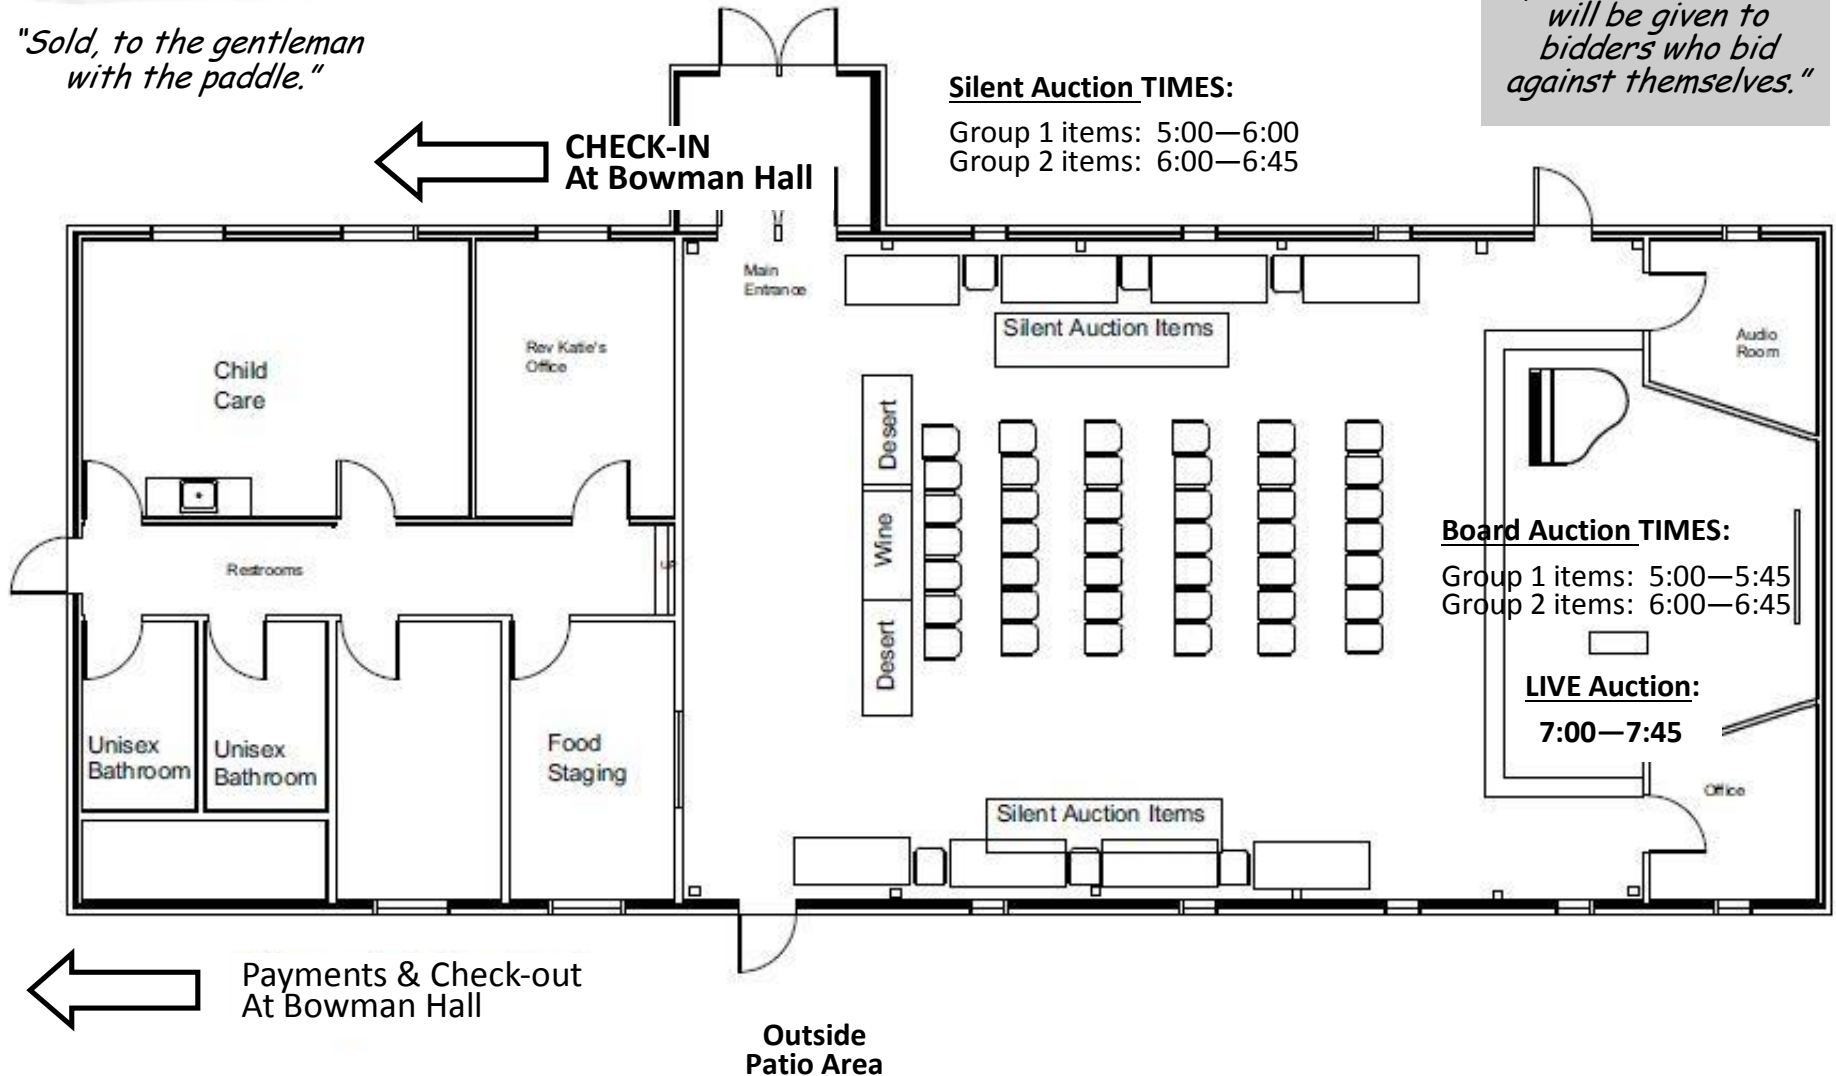 "Sold, to the gentleman
with the paddle."
will be given to
bidders who bid
against themselves."
Silent Auction TIMES:
Group 1 items: 5:00—6:00
Group 2 items: 6:00—6:45
CHECK-IN
At Bowman Hall
Main
Entrance
Silent Auction Items
Child
Care
Rev Katie's
Office
Audio
Room
Desert
Wine
Desert
Board Auction TIMES:
Group 1 items: 5:00—5:45
Group 2 items: 6:00—6:45
Restrooms
UP
LIVE Auction:
7:00—7:45
Unisex
Bathroom
Unisex
Bathroom
Food
Staging
Office
Silent Auction Items
Payments & Check-out
At Bowman Hall
Outside
Patio Area